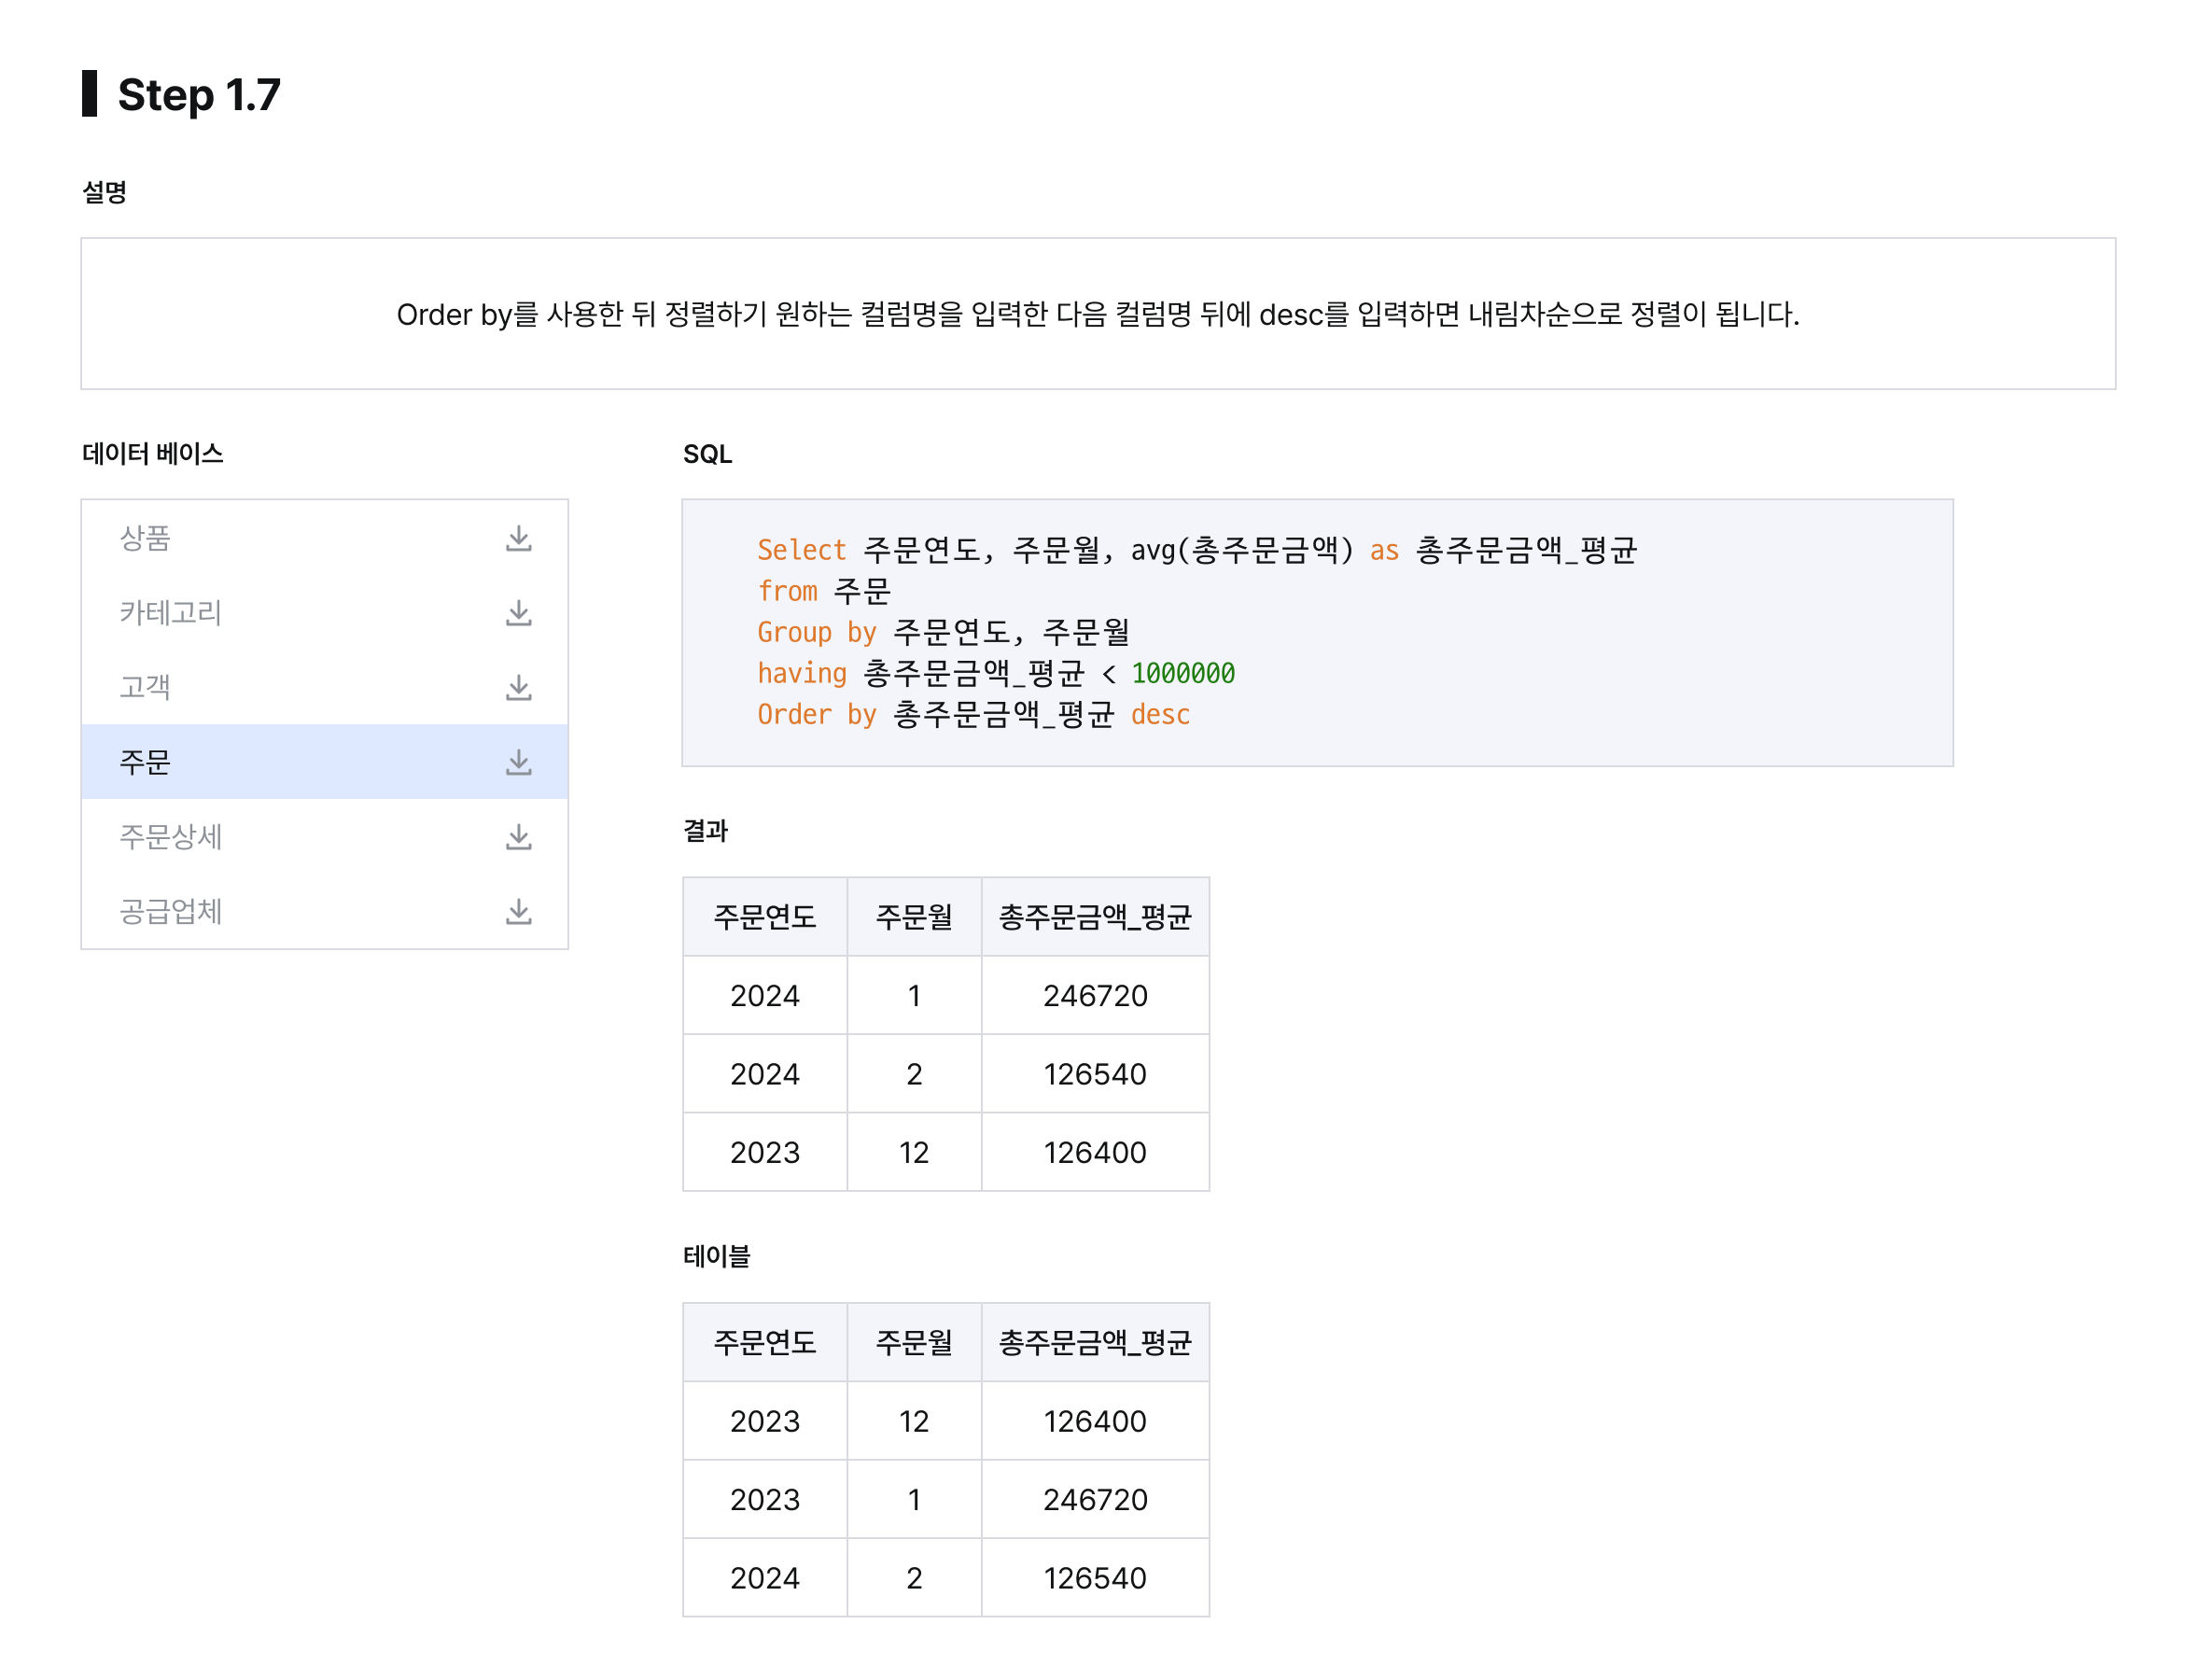 Step 1.7
설명
Order by를 사용한 뒤 정렬하기 원하는 컬럼명을 입력한 다음 컬럼명 뒤에 desc를 입력하면 내림차순으로 정렬이 됩니다.
데이터 베이스
상품
카테고리
고객
주문
주문상세
공급업체
SQL
Select 주문연도, 주문월, avg(총주문금액) as 총주문금액_평균
from 주문
Group by 주문연도, 주문월
having 총주문금액_평균 < 1000000
Order by 총주문금액_평균 desc
결과
주문연도 주문월 총주문금액_평균
2024 1 246720
2024 2 126540
2023 12 126400
테이블
주문연도 주문월 총주문금액_평균
2023 12 126400
2023 1 246720
2024 2 126540